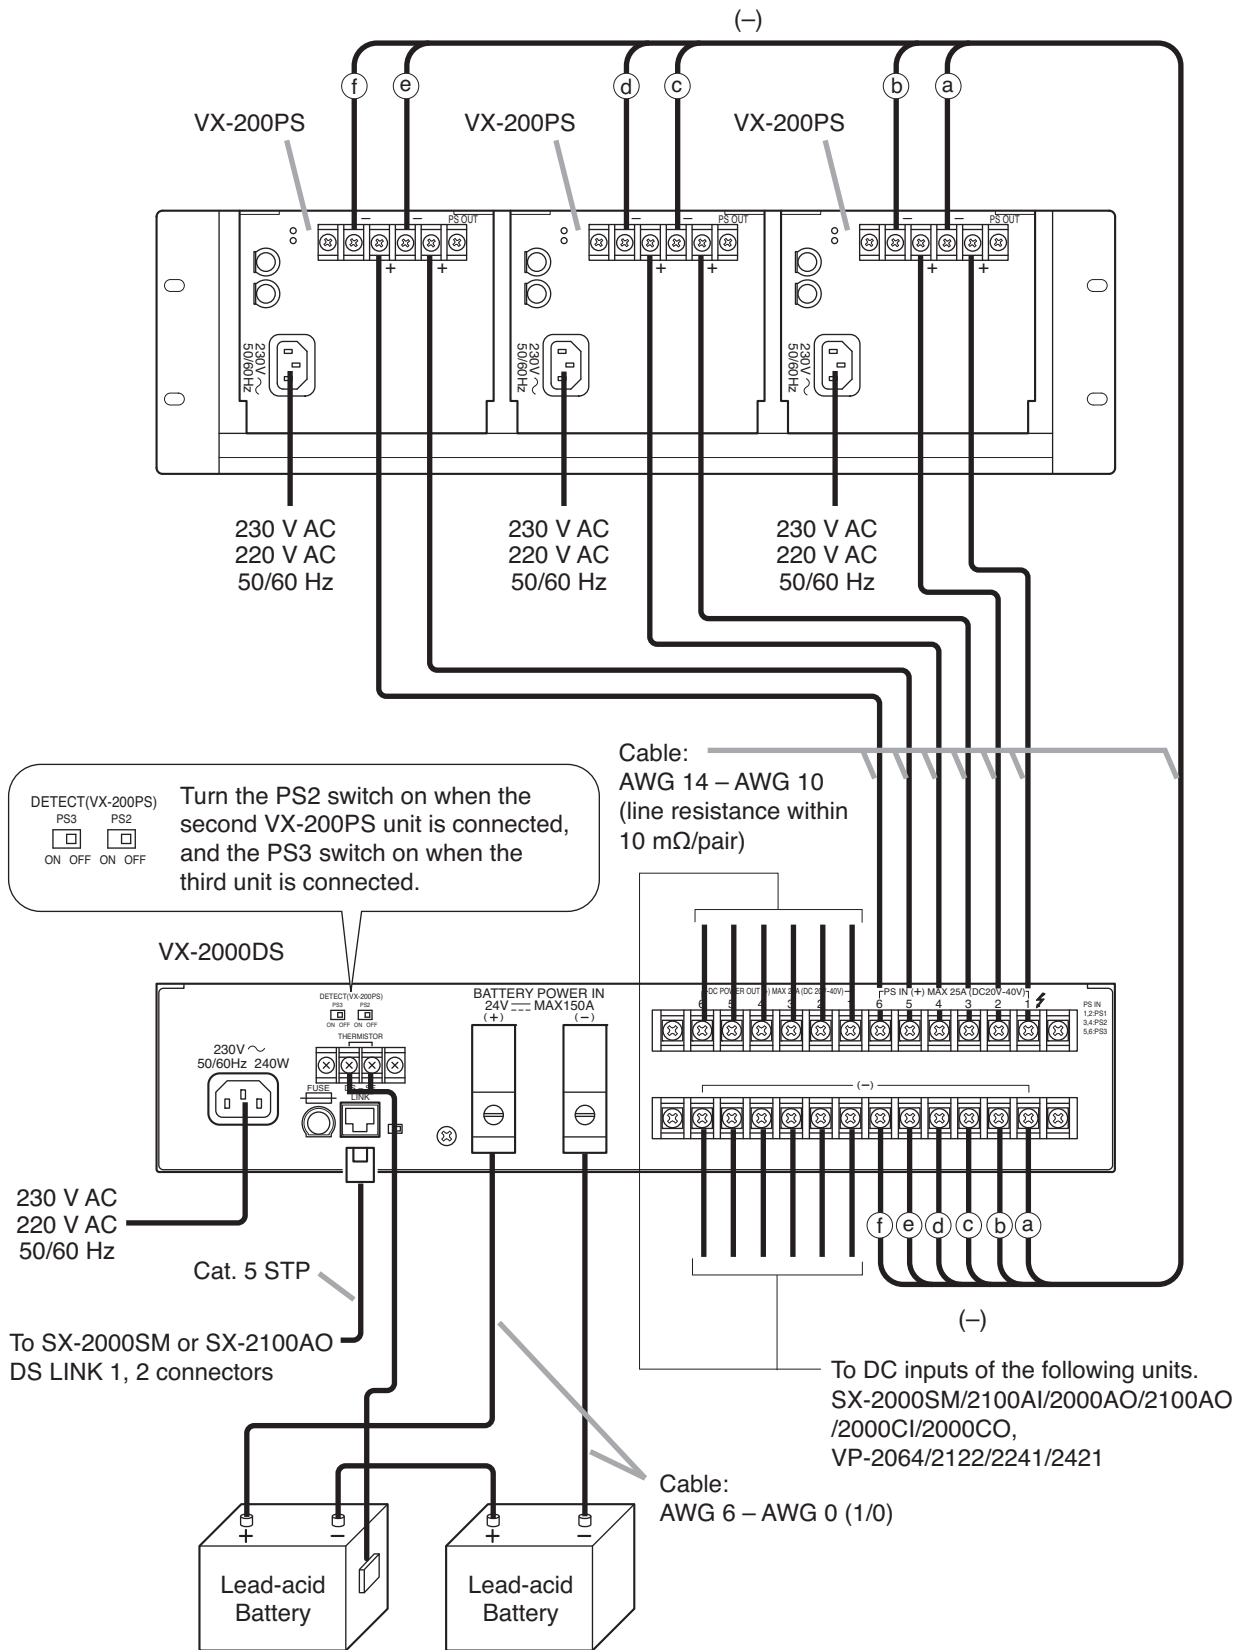 (–)
f
e
d
c
b
a
VX-200PS
VX-200PS
VX-200PS
– – PS OUT
– – PS OUT
– – PS OUT
+ +
+ +
+ +
230V ~
50/60Hz
230V ~
50/60Hz
230V ~
50/60Hz
230 V AC
220 V AC
50/60 Hz
230 V AC
220 V AC
50/60 Hz
230 V AC
220 V AC
50/60 Hz
Cable:
AWG 14 – AWG 10
(line resistance within
10 mΩ/pair)
DETECT(VX-200PS)
PS3 PS2
ON OFF ON OFF
Turn the PS2 switch on when the
second VX-200PS unit is connected,
and the PS3 switch on when the
third unit is connected.
VX-2000DS
DETECT(VX-200PS)
PS3 PS2
ON OFF ON OFF
THERMISTOR
BATTERY POWER IN
24V MAX150A
(+) (–)
DC POWER OUT (+) MAX 25A (DC 20V-40V)
6 5 4 3 2 1
PS IN (+) MAX 25A (DC20V-40V)
6 5 4 3 2 1
PS IN
1,2:PS1
3,4:PS2
5,6:PS3
230V ~
50/60Hz 240W
FUSE
LINK
(–)
230 V AC
220 V AC
50/60 Hz
f e d c b a
Cat. 5 STP
(–)
To SX-2000SM or SX-2100AO
DS LINK 1, 2 connectors
To DC inputs of the following units.
SX-2000SM/2100AI/2000AO/2100AO
/2000CI/2000CO,
VP-2064/2122/2241/2421
Cable:
AWG 6 – AWG 0 (1/0)
+ –
+ –
Lead-acid
Battery
Lead-acid
Battery